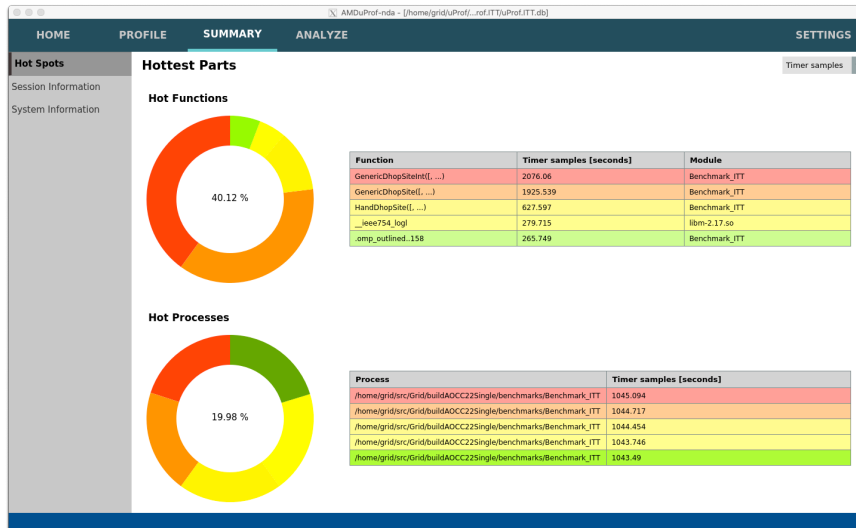 AMDuProf-nda - [/home/grid/uProf/...rof.ITT/uProf.ITT.db]
HOME PROFILE SUMMARY ANALYZE SETTINGS
Hot Spots
Session Information
System Information
Hottest Parts
Timer samples
Hot Functions
40.12 %
Function Timer samples [seconds] Module
GenericDhopSiteInt([, ...) 2076.06 Benchmark_ITT
GenericDhopSite([, ...) 1925.539 Benchmark_ITT
HandDhopSite([, ...) 627.597 Benchmark_ITT
__ieee754_logl 279.715 libm-2.17.so
.omp_outlined..158 265.749 Benchmark_ITT
Hot Processes
19.98 %
Process Timer samples [seconds]
/home/grid/src/Grid/buildAOCC22Single/benchmarks/Benchmark_ITT 1045.094
/home/grid/src/Grid/buildAOCC22Single/benchmarks/Benchmark_ITT 1044.717
/home/grid/src/Grid/buildAOCC22Single/benchmarks/Benchmark_ITT 1044.454
/home/grid/src/Grid/buildAOCC22Single/benchmarks/Benchmark_ITT 1043.746
/home/grid/src/Grid/buildAOCC22Single/benchmarks/Benchmark_ITT 1043.49